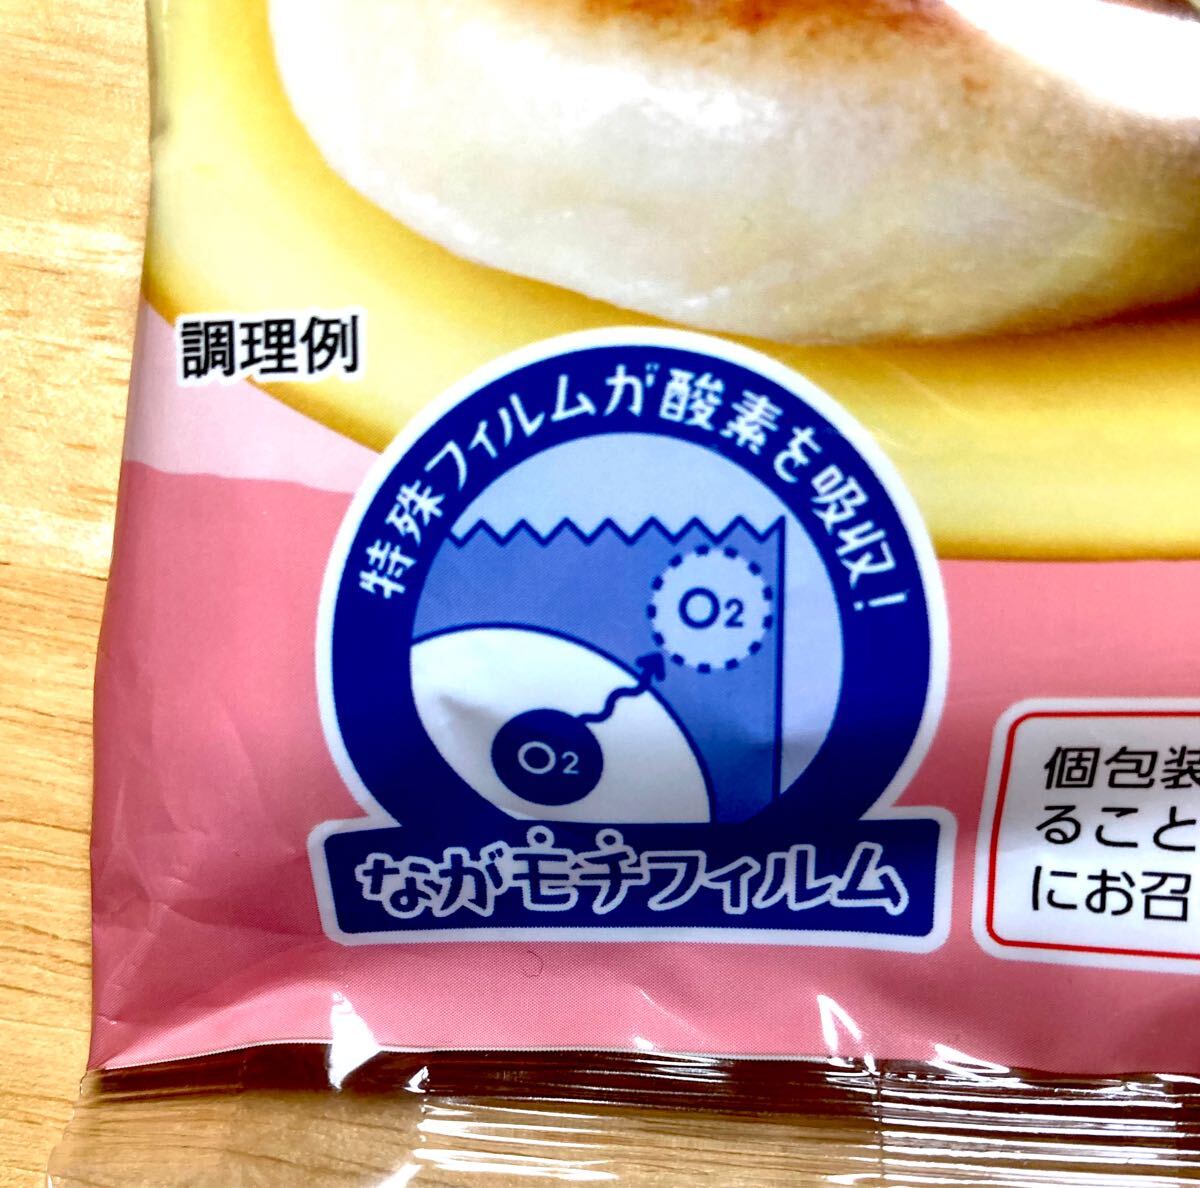 調理例
特殊フィルムが酸素を吸収!
O2
O2
ながモチフィルム
個包装
ること
にお召